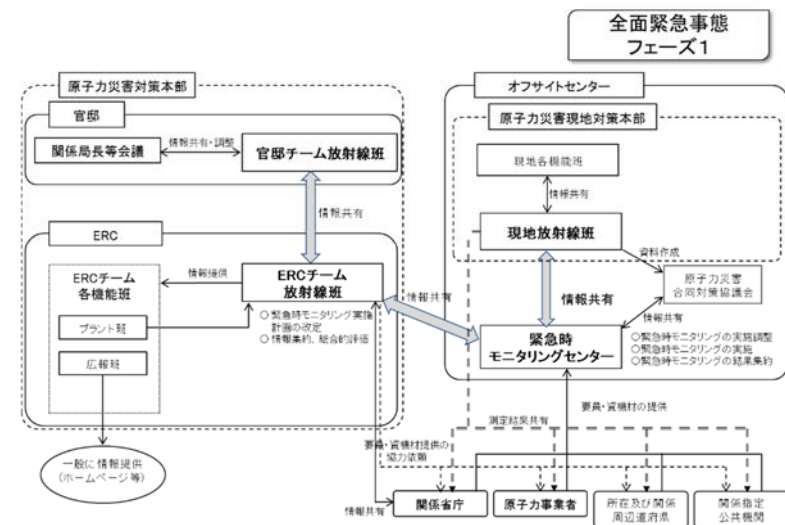 全面緊急事態
フェーズ1
原子力災害対策本部
官邸
関係局長等会議
情報共有・調整
官邸チーム放射線班
情報共有
ERC
ERCチーム
各機能班
プラント班
広報班
情報提供
ERCチーム
放射線班
○ 緊急時モニタリング実施
計画の改定
○ 情報集約、総合的評価
一般に情報提供
(ホームページ等)
情報共有
オフサイトセンター
原子力災害現地対策本部
現地各機能班
情報共有
現地放射線班
資料作成
原子力災害
合同対策協議会
情報共有
情報共有
緊急時
モニタリングセンター
○緊急時モニタリングの実施調整
○緊急時モニタリングの実施
○緊急時モニタリングの結果集約
要員・資機材の提供
測定結果共有
要員・資機材提供の
協力依頼
情報共有
関係省庁
原子力事業者
所在及び関係
周辺道府県
関係指定
公共機関